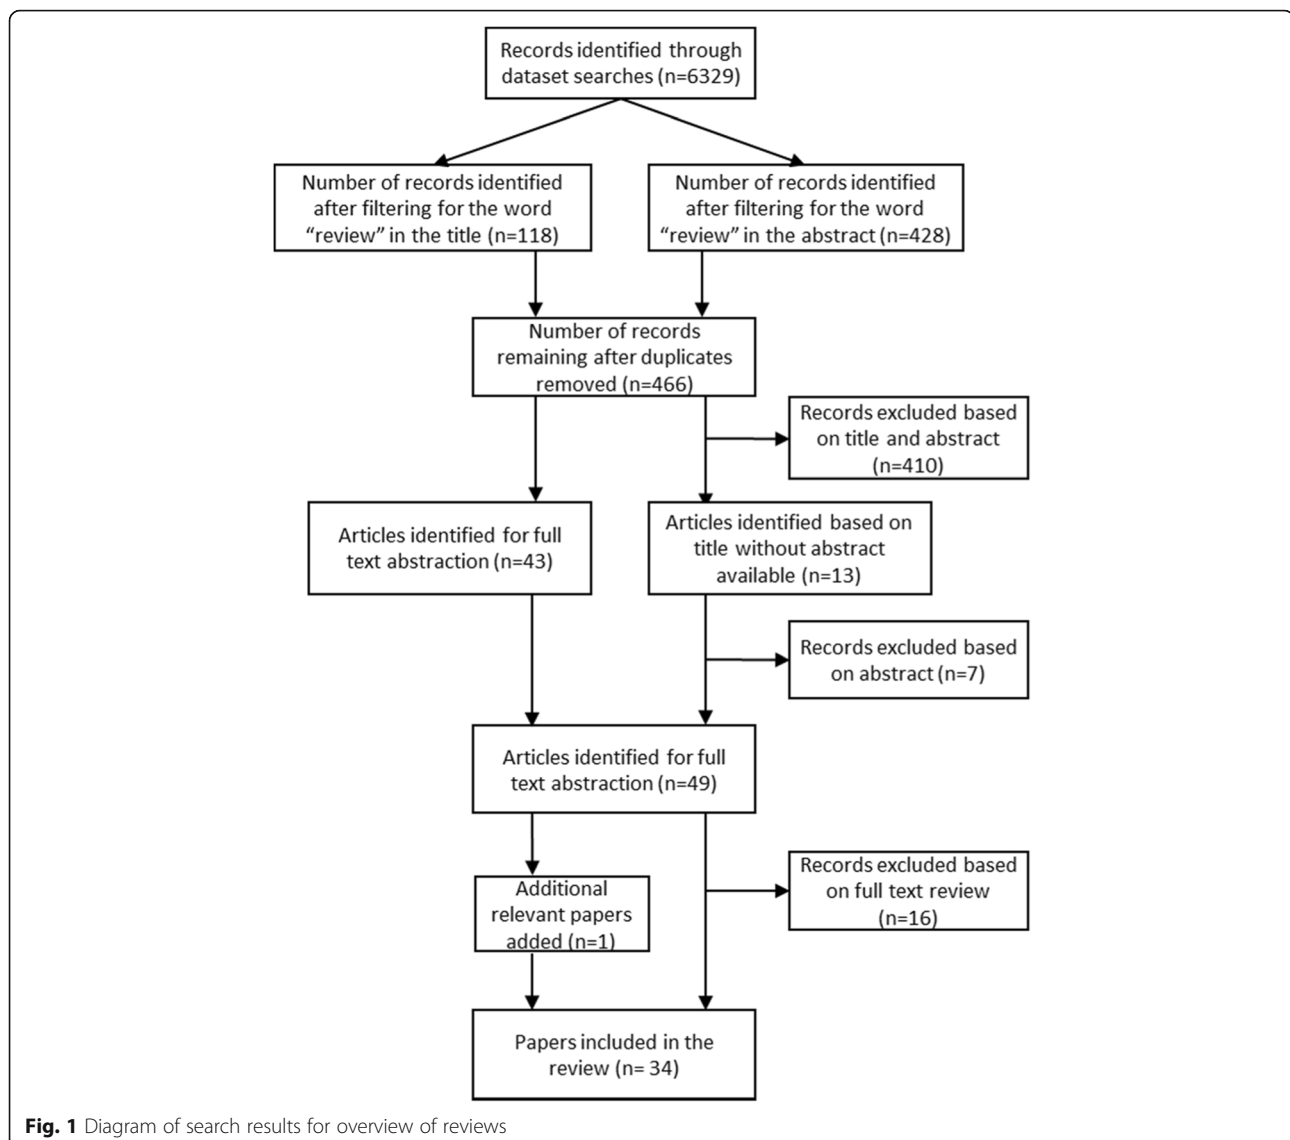 Records identified through
dataset searches (n=6329)
Number of records identified
after filtering for the word
“review” in the title (n=118)
Number of records identified
after filtering for the word
“review” in the abstract (n=428)
Number of records
remaining after duplicates
removed (n=466)
Records excluded based
on title and abstract
(n=410)
Articles identified for full
text abstraction (n=43)
Articles identified based on
title without abstract
available (n=13)
Records excluded based
on abstract (n=7)
Articles identified for full
text abstraction (n=49)
Additional
relevant papers
added (n=1)
Records excluded based
on full text review
(n=16)
Papers included in the
review (n= 34)
Fig. 1 Diagram of search results for overview of reviews